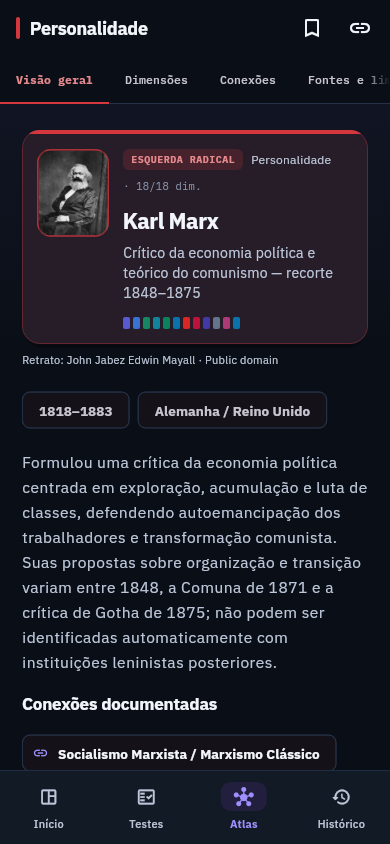 Personalidade
Visão geral
Dimensões
Conexões
Fontes e li
ESQUERDA RADICAL
Personalidade
· 18/18 dim.
Karl Marx
Crítico da economia política e
teórico do comunismo — recorte
1848–1875
Retrato: John Jabez Edwin Mayall · Public domain
1818–1883
Alemanha / Reino Unido
Formulou uma crítica da economia política
centrada em exploração, acumulação e luta de
classes, defendendo autoemancipação dos
trabalhadores e transformação comunista.
Suas propostas sobre organização e transição
variam entre 1848, a Comuna de 1871 e a
crítica de Gotha de 1875; não podem ser
identificadas automaticamente com
instituições leninistas posteriores.
Conexões documentadas
Socialismo Marxista / Marxismo Clássico
Início
Testes
Atlas
Histórico